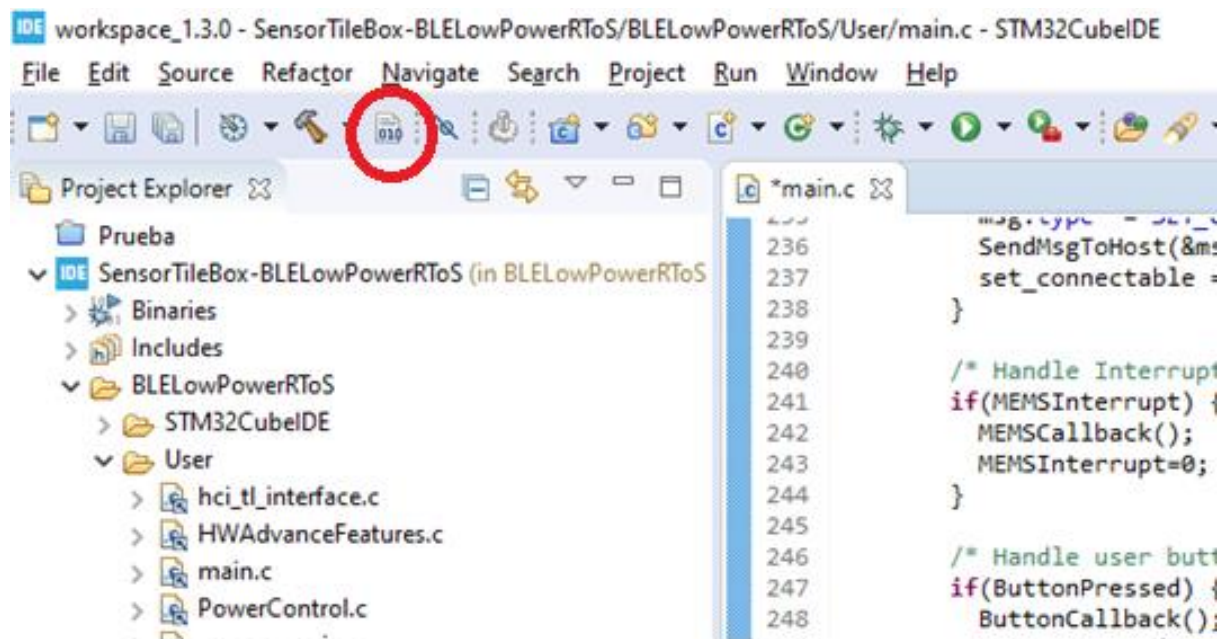 IDE workspace_1.3.0 - SensorTileBox-BLELowPowerRToS/BLELowPowerRToS/User/main.c - STM32CubeIDE
File Edit Source Refactor Navigate Search Project Run Window Help
010
Project Explorer
*main.c
Prueba
IDE SensorTileBox-BLELowPowerRToS (in BLELowPowerRToS
Binaries
Includes
BLELowPowerRToS
STM32CubeIDE
User
hci_tl_interface.c
HWAdvanceFeatures.c
main.c
PowerControl.c
236 SendMsgToHost(&ms
237 set_connectable =
238 }
239
240 /* Handle Interrupt
241 if(MEMSInterrupt) {
242 MEMSCallback();
243 MEMSInterrupt=0;
244 }
245
246 /* Handle user butt
247 if(ButtonPressed) {
248 ButtonCallback();